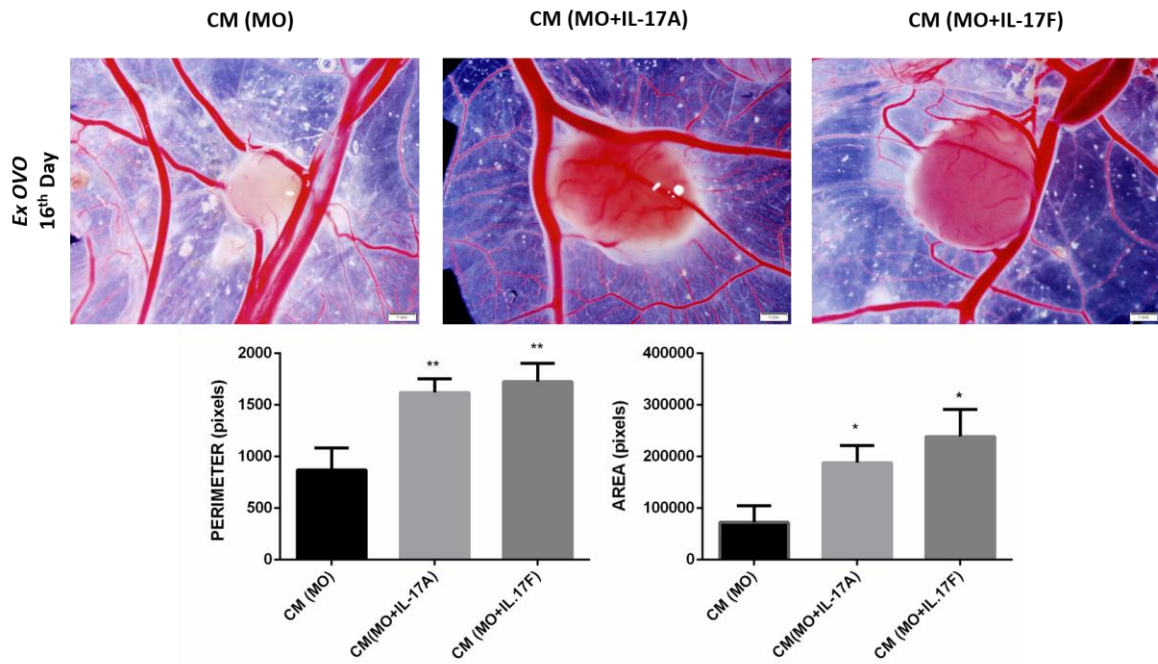 CM (MO)
CM (MO+IL-17A)
CM (MO+IL-17F)
Ex OVO
16th Day
PERIMETER (pixels)
2000
1500
1000
500
0
**
**
CM (MO)
CM(MO+IL-17A)
CM (MO+IL.17F)
AREA (pixels)
400000
300000
200000
100000
0
*
*
CM (MO)
CM(MO+IL-17A)
CM (MO+IL.17F)